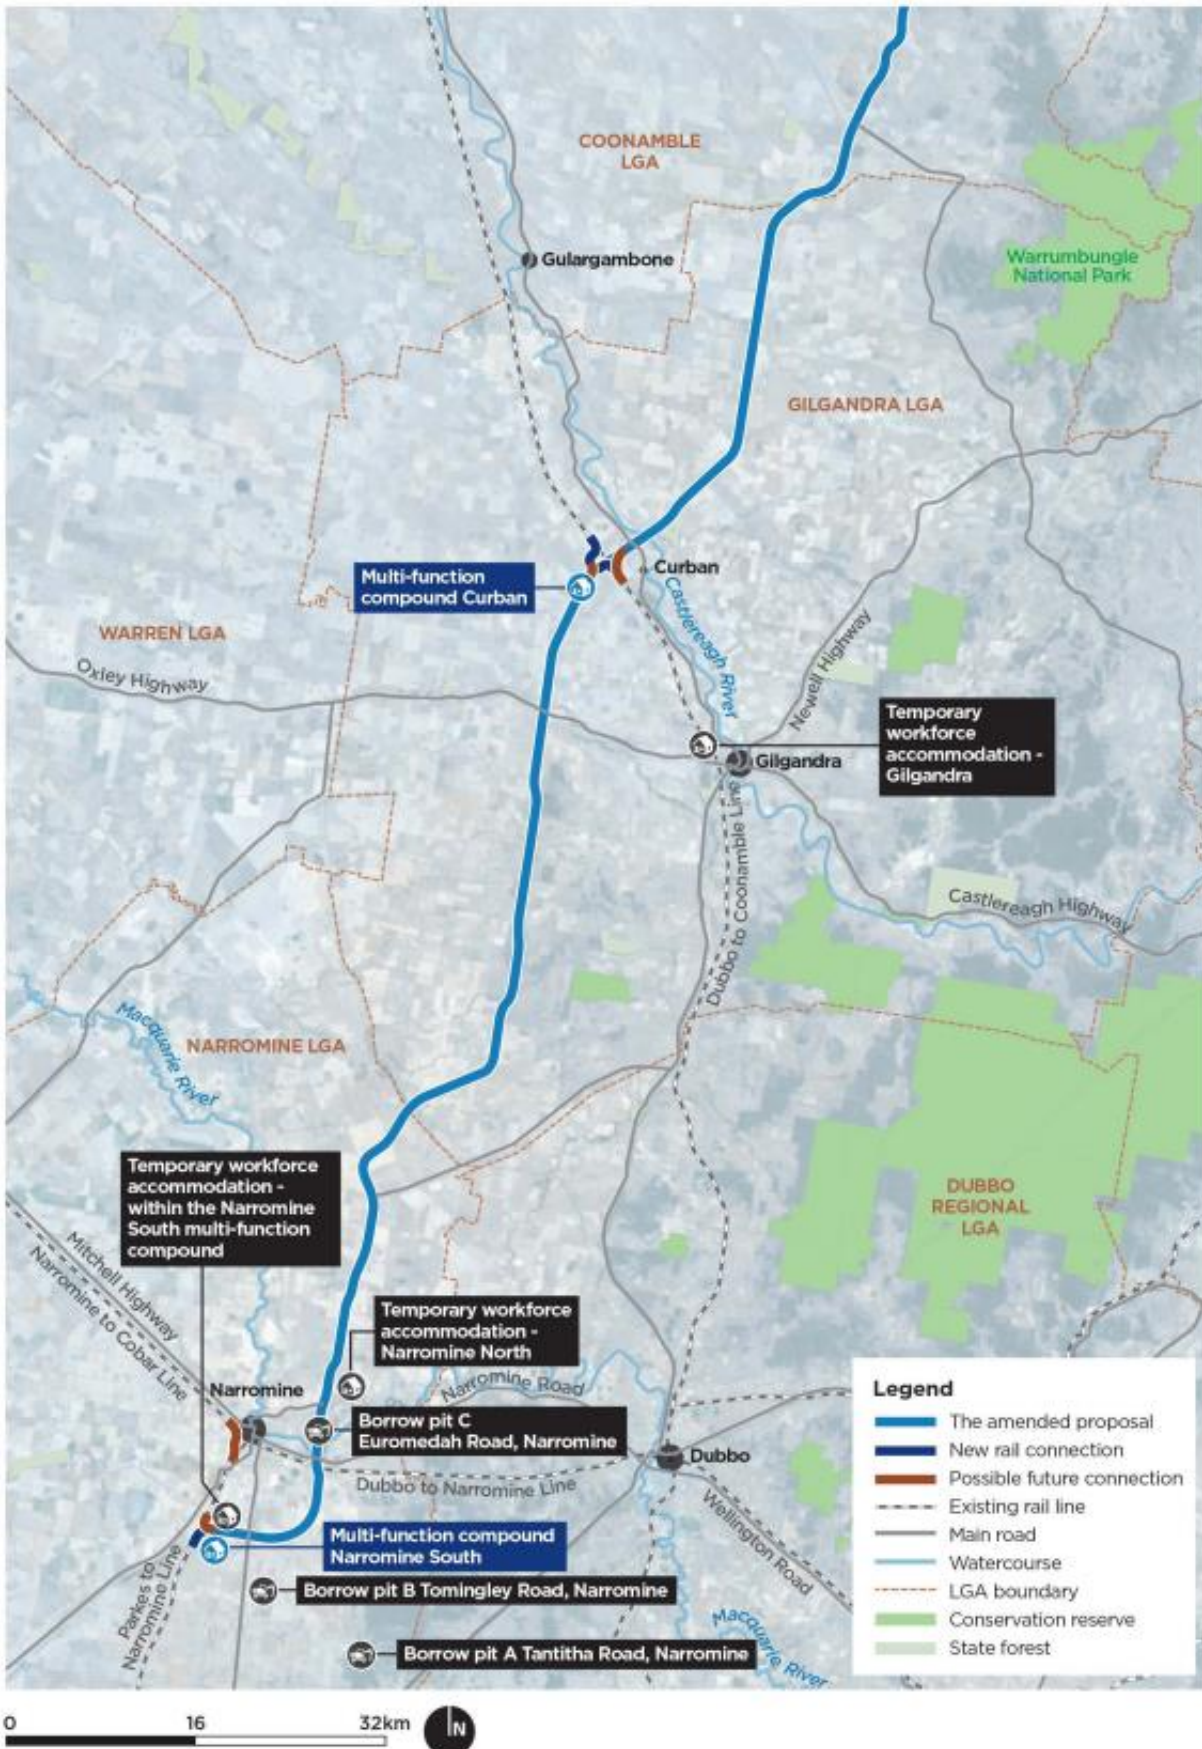 COONAMBLE
LGA
Gulargambone
Warrumbungle
National Park
GILGANDRA LGA
Multi-function
compound Curban
Curban
Castlereagh River
WARREN LGA
Oxley Highway
Newell Highway
Temporary
workforce
accommodation -
Gilgandra
Gilgandra
Dubbo to Coonamble Line
Castlereagh Highway
Macquarie River
NARROMINE LGA
Temporary workforce
accommodation -
within the Narromine
South multi-function
compound
DUBBO
REGIONAL
LGA
Mitchell Highway
Narromine to Cobar Line
Temporary workforce
accommodation -
Narromine North
Narromine
Narromine Road
Borrow pit C
Euromedah Road, Narromine
Dubbo
Dubbo to Narromine Line
Wellington Road
Multi-function compound
Narromine South
Parkes to
Narromine Line
Borrow pit B Tomingley Road, Narromine
Macquarie River
Borrow pit A Tantitha Road, Narromine
Legend
The amended proposal
New rail connection
Possible future connection
Existing rail line
Main road
Watercourse
LGA boundary
Conservation reserve
State forest
0 16 32km
N